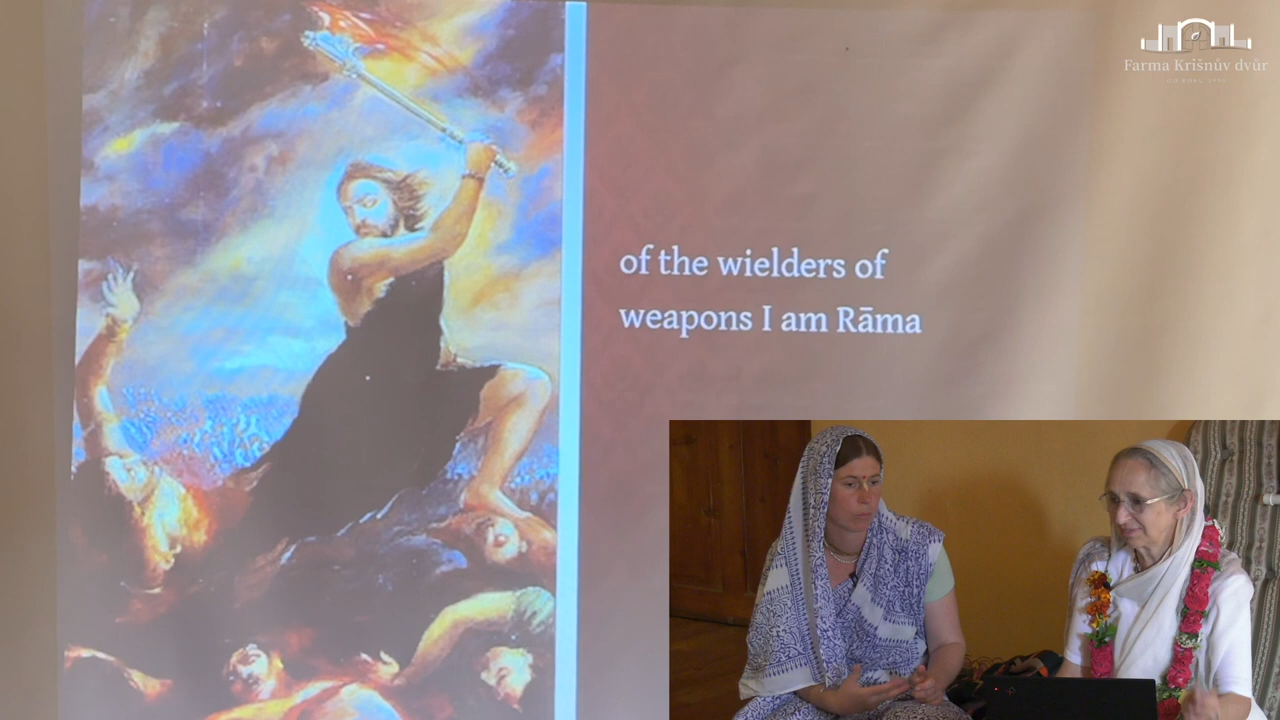 Farma Krišnův dvůr
of the wielders of
weapons I am Rāma